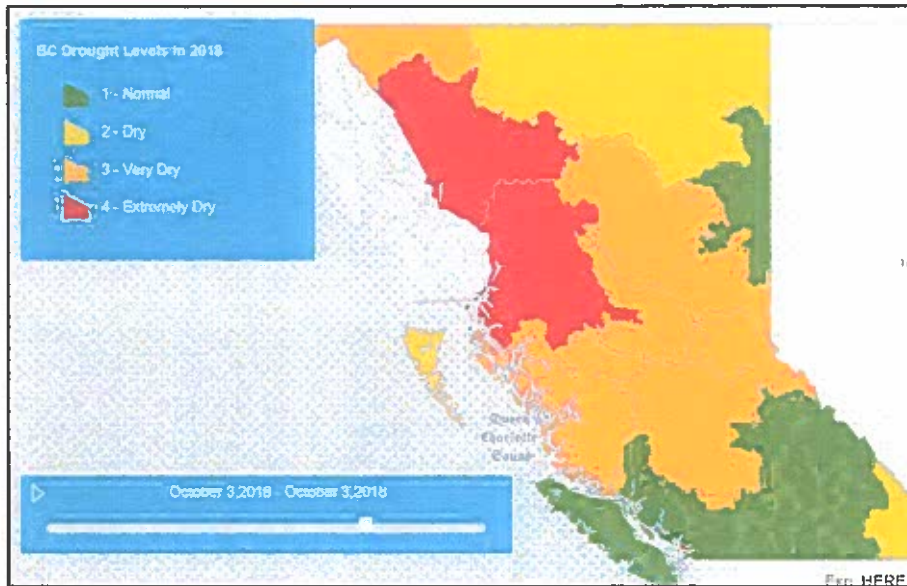 BC Drought Levels in 2018
1 - Normal
2 - Dry
3 - Very Dry
4 - Extremely Dry
Queen
Charlotte
Sound
October 3,2018 - October 3,2018
HERE